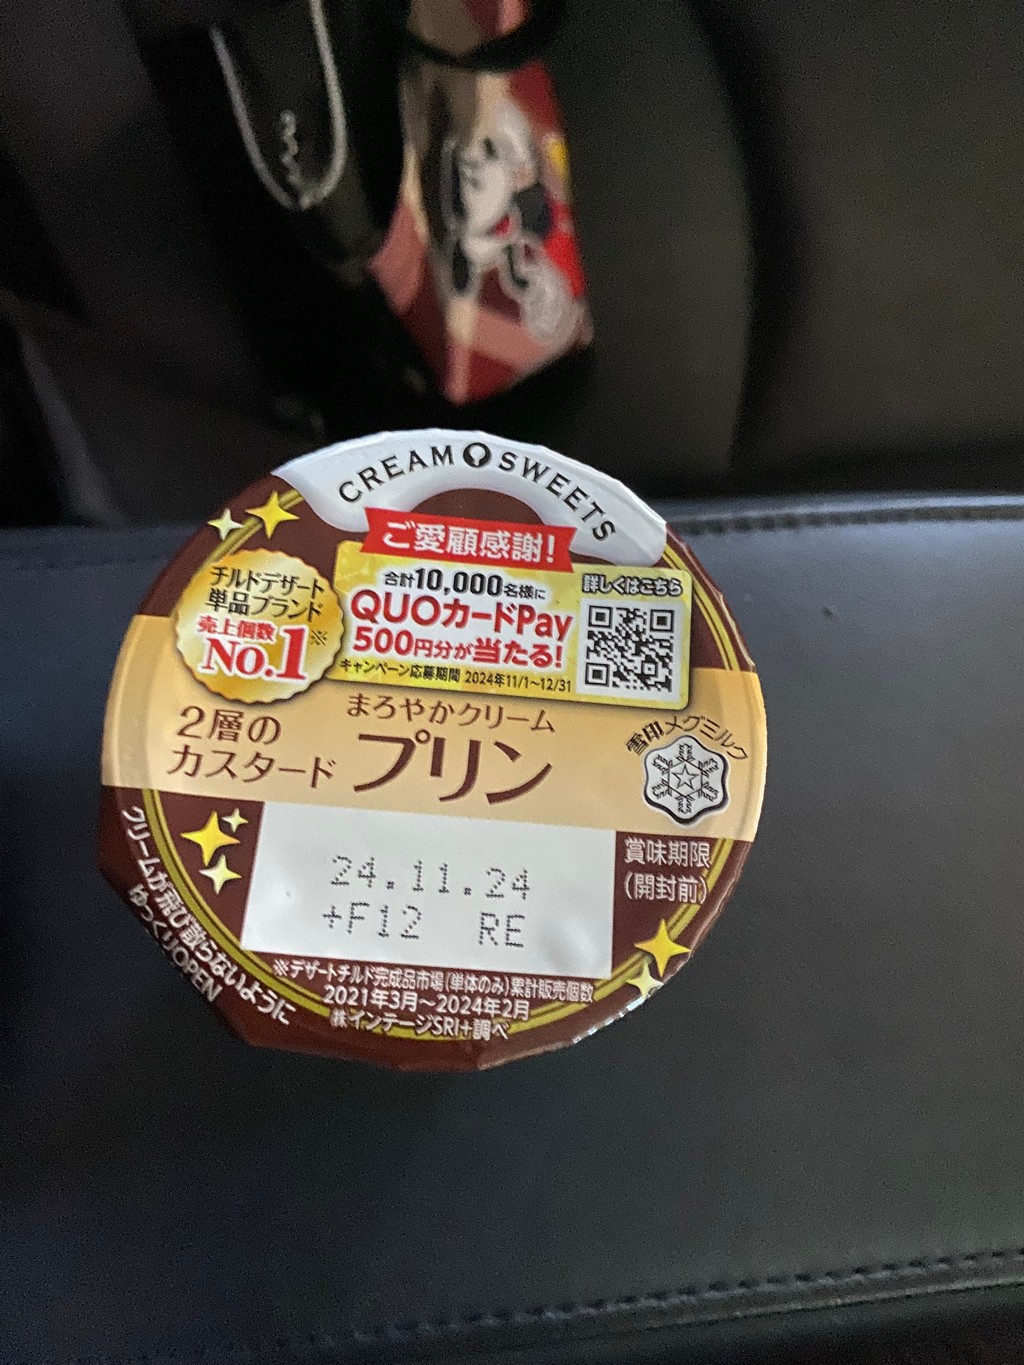 CREAM SWEETS
ご愛顧感謝!
チルドデザート
単品ブランド
売上個数
No.1※
合計10,000名様に
QUOカードPay
500円分が当たる!
キャンペーン応募期間 2024年11/1~12/31
詳しくはこちら
2層の
カスタード
まろやかクリーム
プリン
雪印メグミルク
24.11.24
+F12 RE
賞味期限
(開封前)
クリームが飛び散らないように
ゆっくりOPEN
※デザートチルド完成品市場(単体のみ)累計販売個数
2021年3月~2024年2月
㈱インテージSRI+調べ